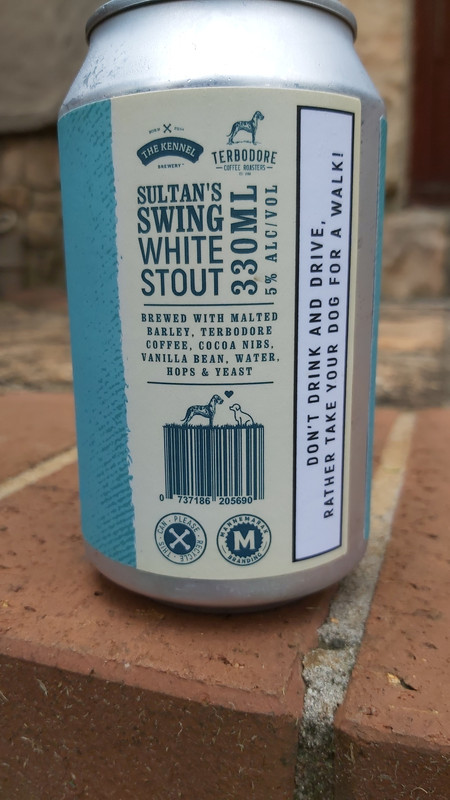 THE KENNEL
BREWERY
TERBODORE
COFFEE ROASTERS
SULTAN'S
SWING
WHITE
STOUT
330ML
5% ALC/VOL
BREWED WITH MALTED
BARLEY, TERBODORE
COFFEE, COCOA NIBS,
VANILLA BEAN, WATER,
HOPS & YEAST
0 737186 205690
PLEASE RECYCLE THIS CAN
M
BRANDING
DON'T DRINK AND DRIVE,
RATHER TAKE YOUR DOG FOR A WALK!